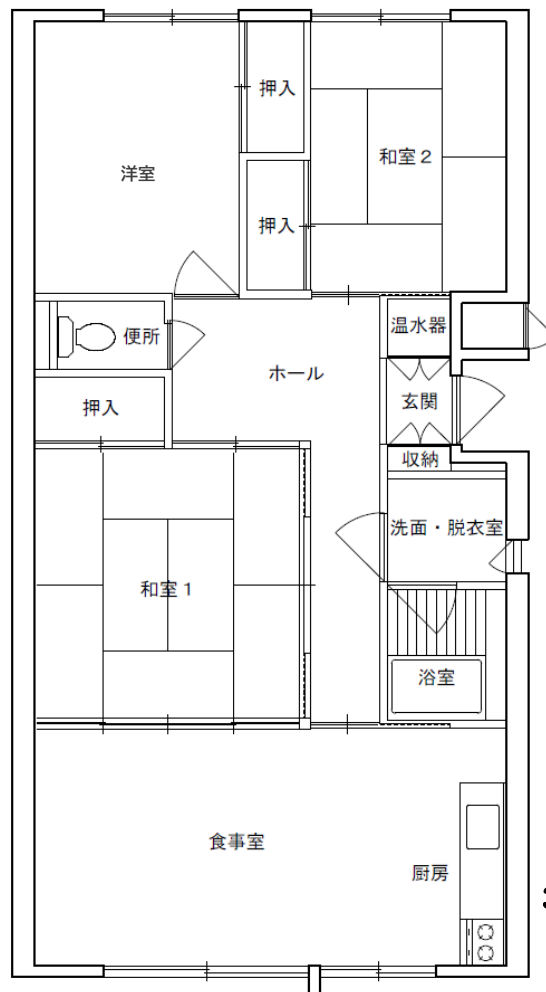 押入
和室２
洋室
押入
温水器
便所
ホール
玄関
押入
収納
洗面・脱衣室
和室１
浴室
食事室
厨房